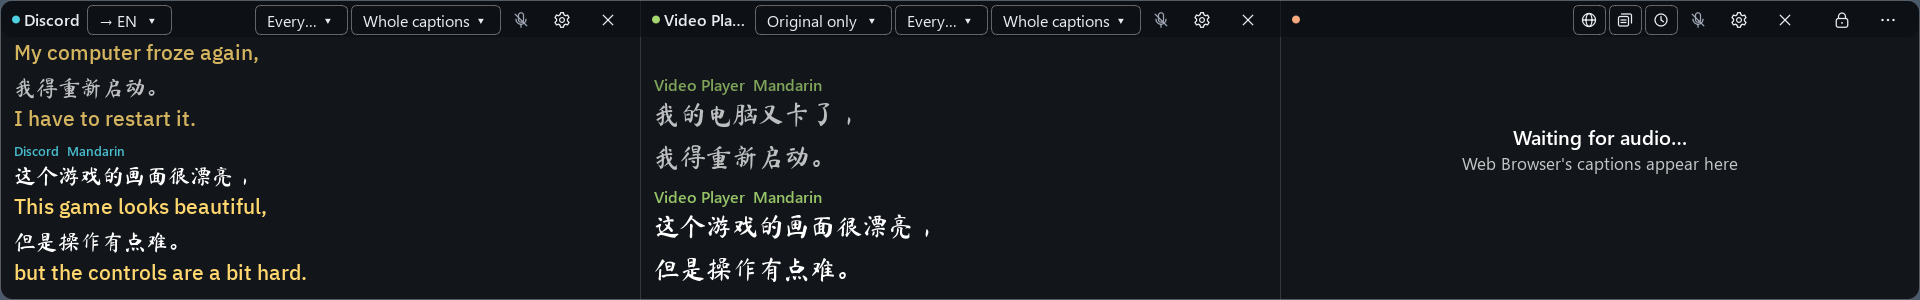 Discord → EN ▾ Every... ▾ Whole captions ▾
My computer froze again,
我得重新启动。
I have to restart it.
Discord Mandarin
这个游戏的画面很漂亮，
This game looks beautiful,
但是操作有点难。
but the controls are a bit hard.
Video Pla... Original only ▾ Every... ▾ Whole captions ▾
Video Player Mandarin
我的电脑又卡了，
我得重新启动。
Video Player Mandarin
这个游戏的画面很漂亮，
但是操作有点难。
Waiting for audio...
Web Browser's captions appear here